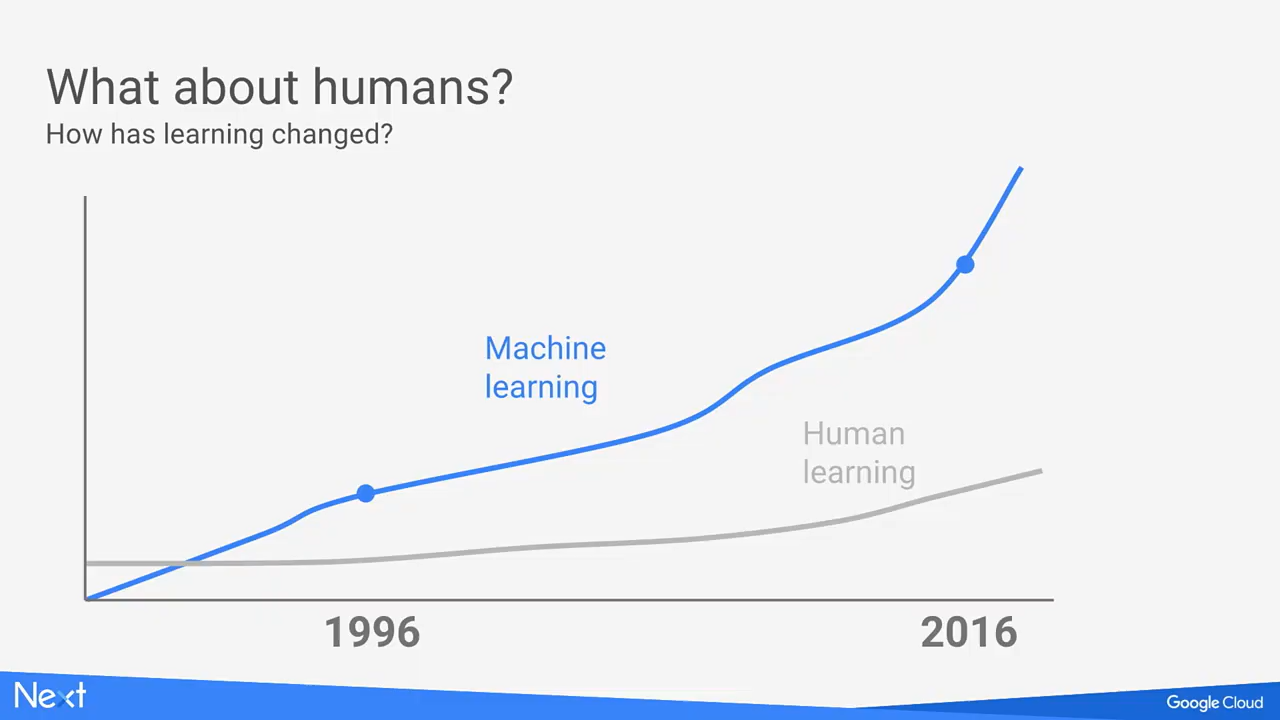 What about humans?
How has learning changed?
Machine
learning
Human
learning
1996
2016
Next
Google Cloud